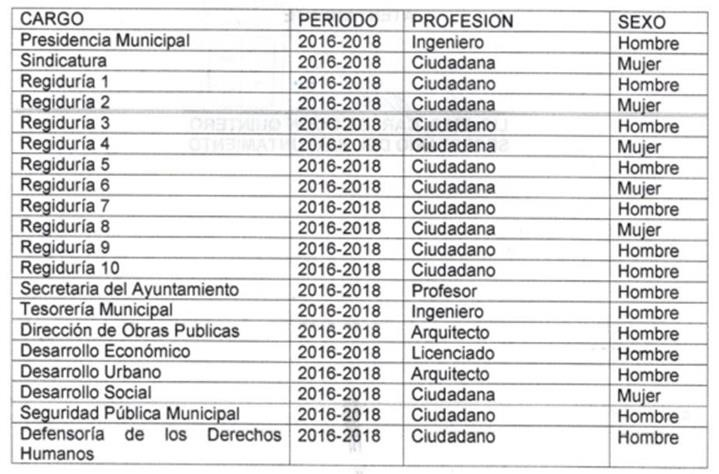 CARGO PERIODO PROFESION SEXO
Presidencia Municipal 2016-2018 Ingeniero Hombre
Sindicatura 2016-2018 Ciudadana Mujer
Regiduría 1 2016-2018 Ciudadano Hombre
Regiduría 2 2016-2018 Ciudadana Mujer
Regiduría 3 2016-2018 Ciudadano Hombre
Regiduría 4 2016-2018 Ciudadana Mujer
Regiduría 5 2016-2018 Ciudadano Hombre
Regiduría 6 2016-2018 Ciudadana Mujer
Regiduría 7 2016-2018 Ciudadano Hombre
Regiduría 8 2016-2018 Ciudadana Mujer
Regiduría 9 2016-2018 Ciudadano Hombre
Regiduría 10 2016-2018 Ciudadano Hombre
Secretaria del Ayuntamiento 2016-2018 Profesor Hombre
Tesorería Municipal 2016-2018 Ingeniero Hombre
Dirección de Obras Publicas 2016-2018 Arquitecto Hombre
Desarrollo Económico 2016-2018 Licenciado Hombre
Desarrollo Urbano 2016-2018 Arquitecto Hombre
Desarrollo Social 2016-2018 Ciudadana Mujer
Seguridad Pública Municipal 2016-2018 Ciudadano Hombre
Defensoría de los Derechos 2016-2018 Ciudadano Hombre
Humanos